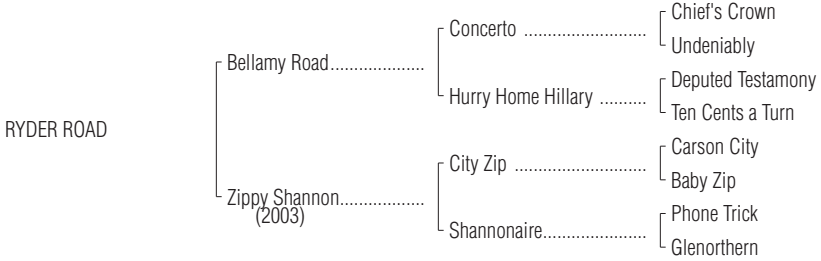 Chief's Crown
Concerto ..........................
Undeniably
Bellamy Road....................
Deputed Testamony
Hurry Home Hillary ..........
Ten Cents a Turn
RYDER ROAD
Carson City
City Zip ............................
Baby Zip
Zippy Shannon..................
(2003)
Phone Trick
Shannonaire......................
Glenorthern